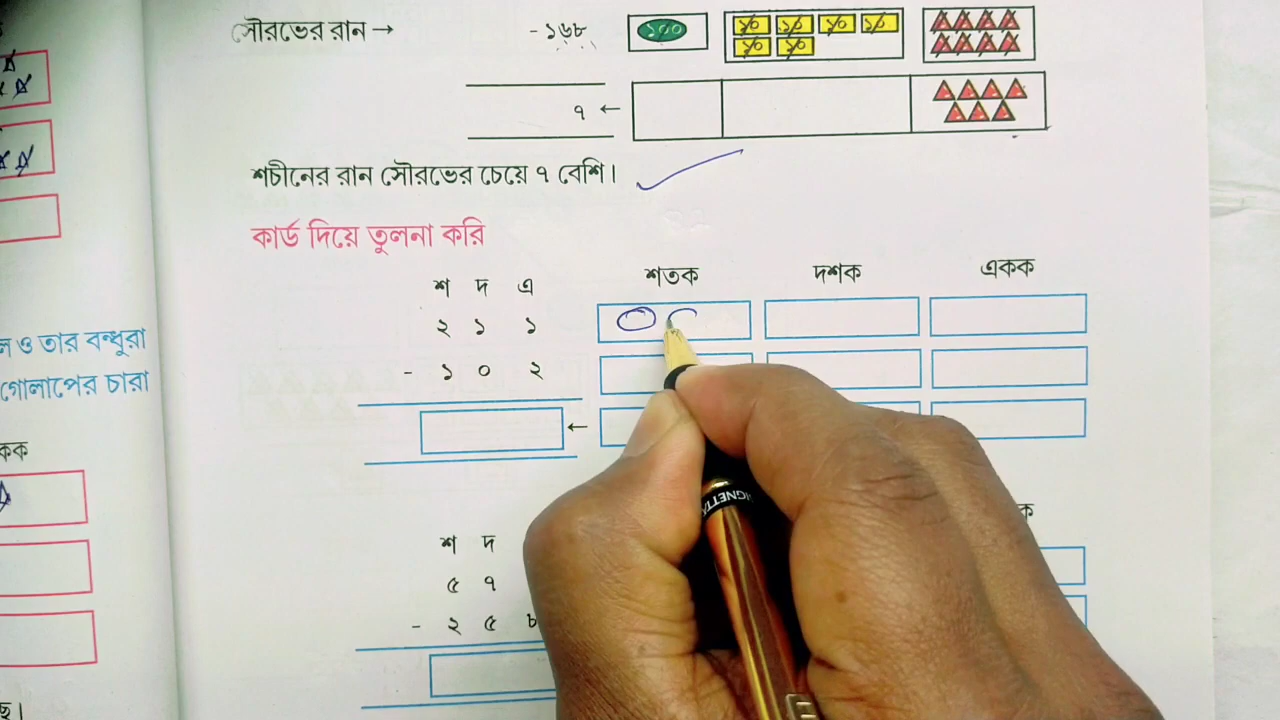 সৌরভের রান → - ১৬৮ ১০০ ১০ ১০ ১০ ১০
১০ ১০
৭ ←
শচীনের রান সৌরভের চেয়ে ৭ বেশি।
কার্ড দিয়ে তুলনা করি
শতক দশক একক
শ দ এ
২ ১ ১
- ১ ০ ২
←
ল ও তার বন্ধুরা
গোলাপের চারা
কক
শ দ
৫ ৭
- ২ ৫ ৮
ক